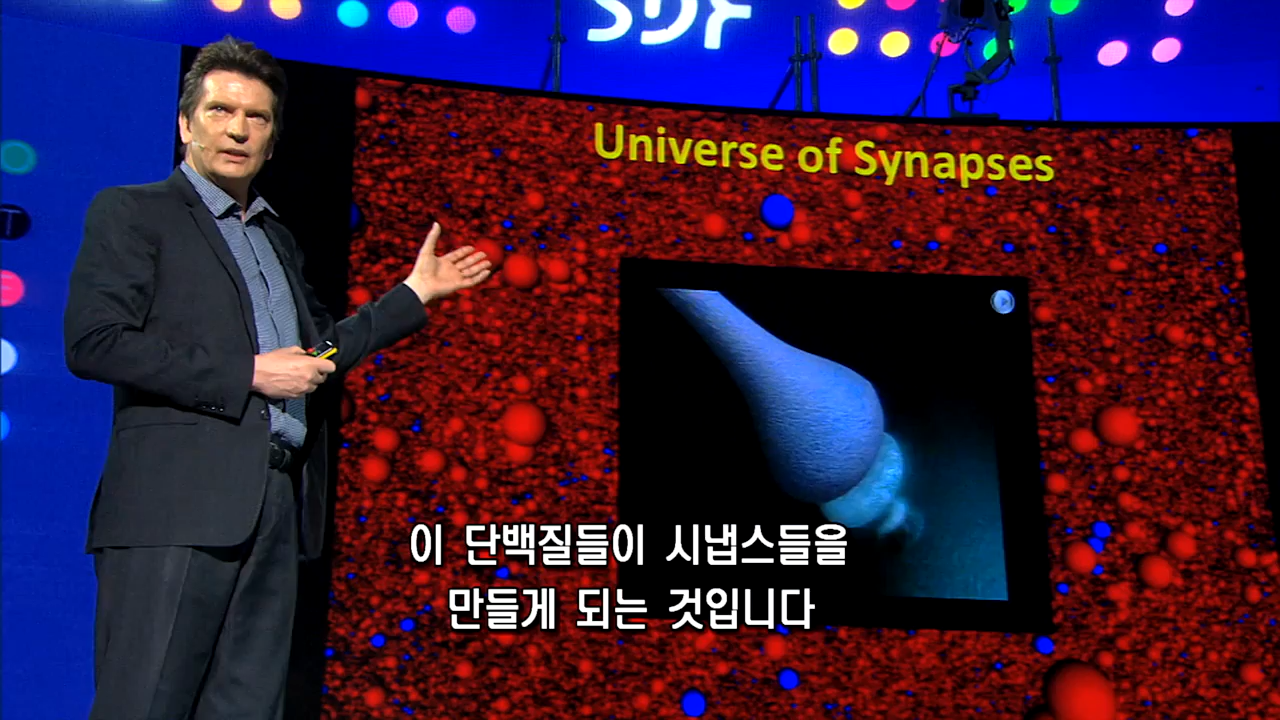 SDF
Universe of Synapses
T
F
이 단백질들이 시냅스들을
만들게 되는 것입니다